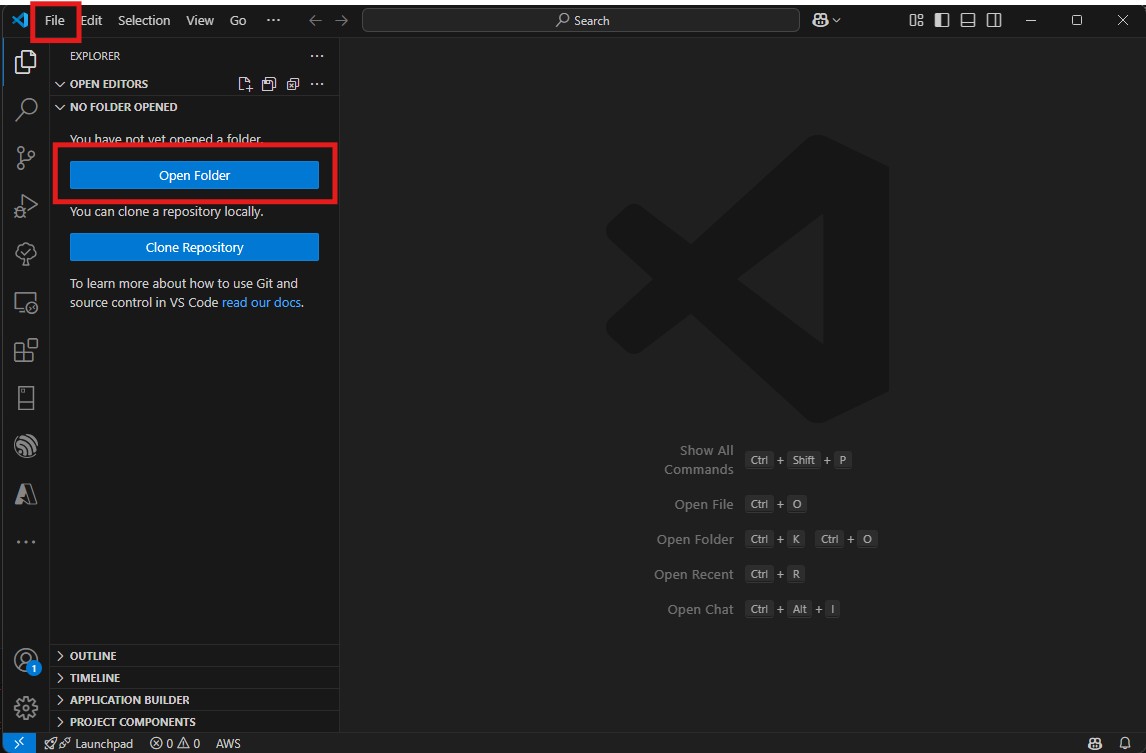 File Edit Selection View Go ··· Search
EXPLORER
OPEN EDITORS
NO FOLDER OPENED
You have not yet opened a folder.
Open Folder
You can clone a repository locally.
Clone Repository
To learn more about how to use Git and
source control in VS Code read our docs.
Show All
Commands Ctrl + Shift + P
Open File Ctrl + O
Open Folder Ctrl + K Ctrl + O
Open Recent Ctrl + R
Open Chat Ctrl + Alt + I
OUTLINE
TIMELINE
APPLICATION BUILDER
PROJECT COMPONENTS
1
Launchpad 0 0 AWS